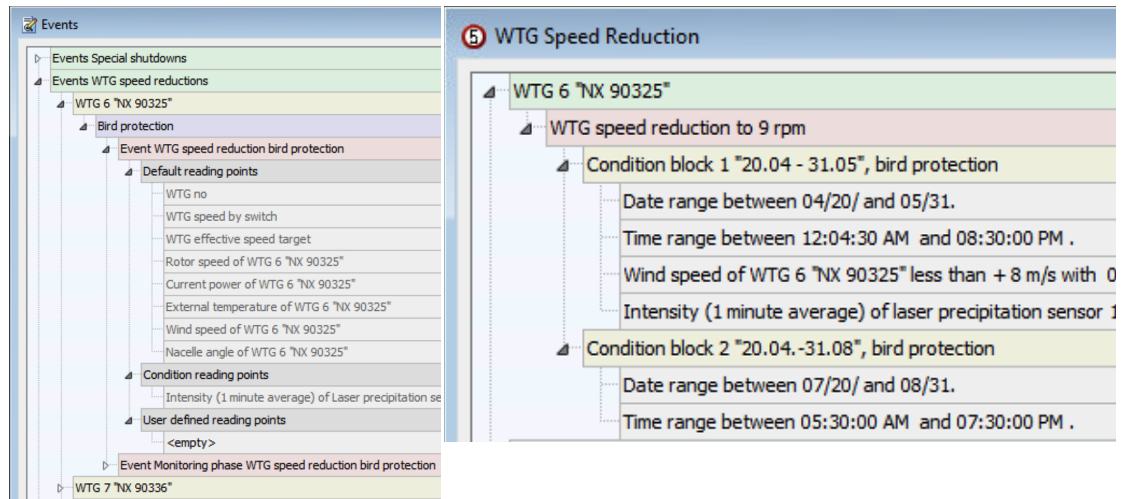 Events
Events Special shutdowns
Events WTG speed reductions
WTG 6 "NX 90325"
Bird protection
Event WTG speed reduction bird protection
Default reading points
WTG no
WTG speed by switch
WTG effective speed target
Rotor speed of WTG 6 "NX 90325"
Current power of WTG 6 "NX 90325"
External temperature of WTG 6 "NX 90325"
Wind speed of WTG 6 "NX 90325"
Nacelle angle of WTG 6 "NX 90325"
Condition reading points
Intensity (1 minute average) of Laser precipitation se
User defined reading points
<empty>
Event Monitoring phase WTG speed reduction bird protection
WTG 7 "NX 90336"
5 WTG Speed Reduction
WTG 6 "NX 90325"
WTG speed reduction to 9 rpm
Condition block 1 "20.04 - 31.05", bird protection
Date range between 04/20/ and 05/31.
Time range between 12:04:30 AM and 08:30:00 PM .
Wind speed of WTG 6 "NX 90325" less than + 8 m/s with 0
Intensity (1 minute average) of laser precipitation sensor 1
Condition block 2 "20.04.-31.08", bird protection
Date range between 07/20/ and 08/31.
Time range between 05:30:00 AM and 07:30:00 PM .